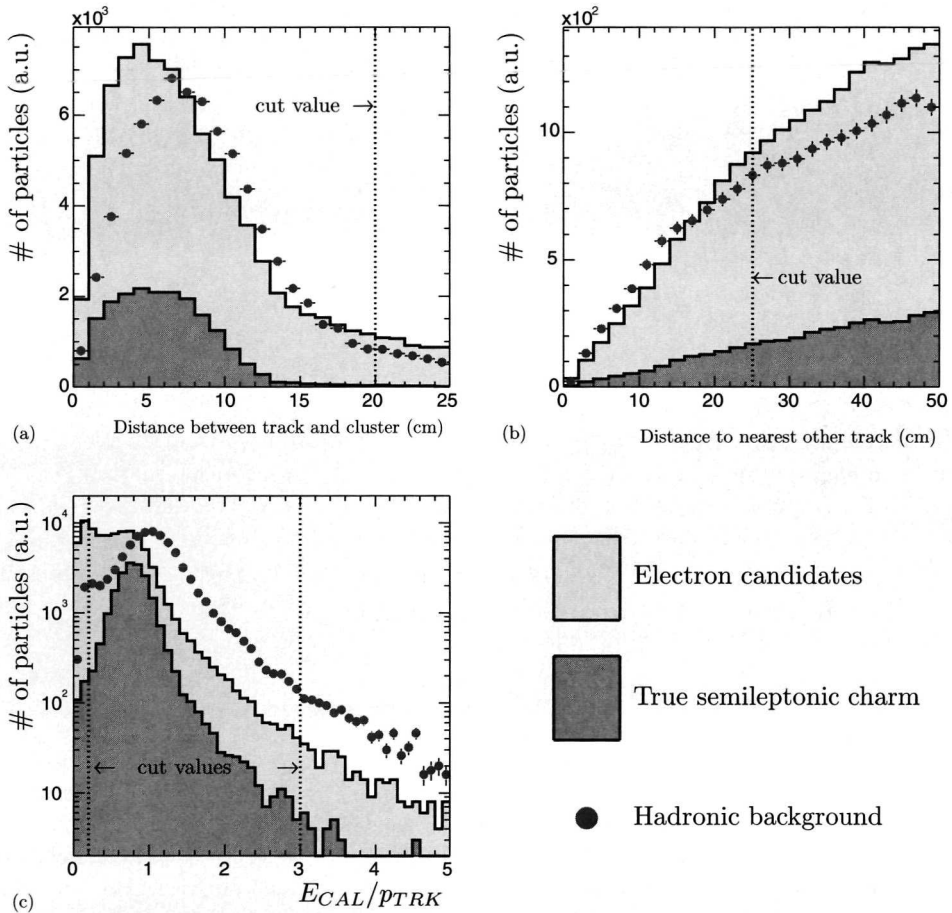 x10³
# of particles (a.u.)
6
4
2
0
cut value →
0 5 10 15 20 25
(a)
Distance between track and cluster (cm)
x10²
# of particles (a.u.)
10
5
0
← cut value
0 10 20 30 40 50
(b)
Distance to nearest other track (cm)
# of particles (a.u.)
10⁴
10³
10²
10
← cut values →
0 1 2 3 4 5
(c)
E_CAL/p_TRK
Electron candidates
True semileptonic charm
Hadronic background